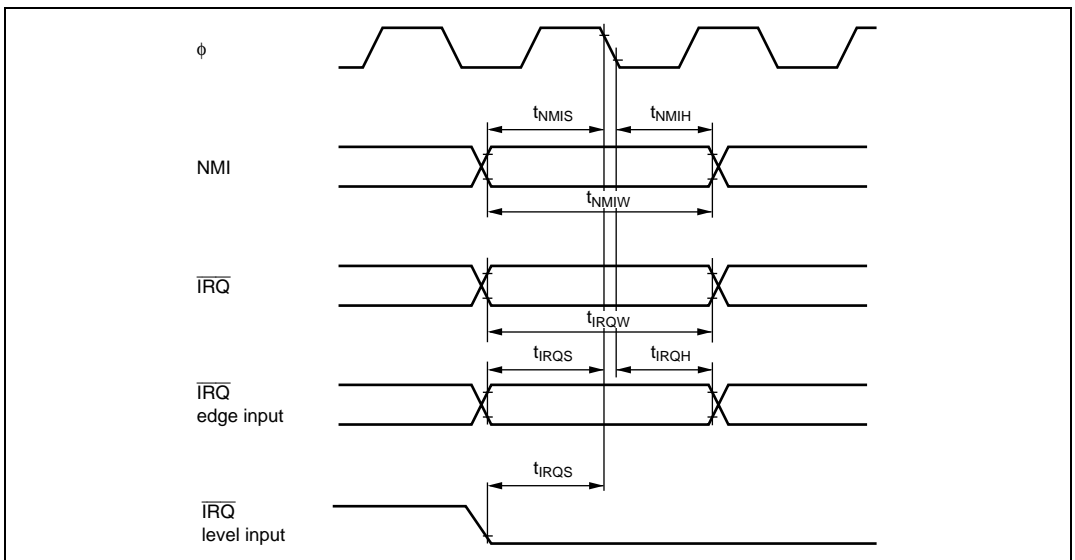 ϕ
tNMIS tNMIH
NMI
tNMIW
IRQ
tIRQW
tIRQS tIRQH
IRQ
edge input
tIRQS
IRQ
level input